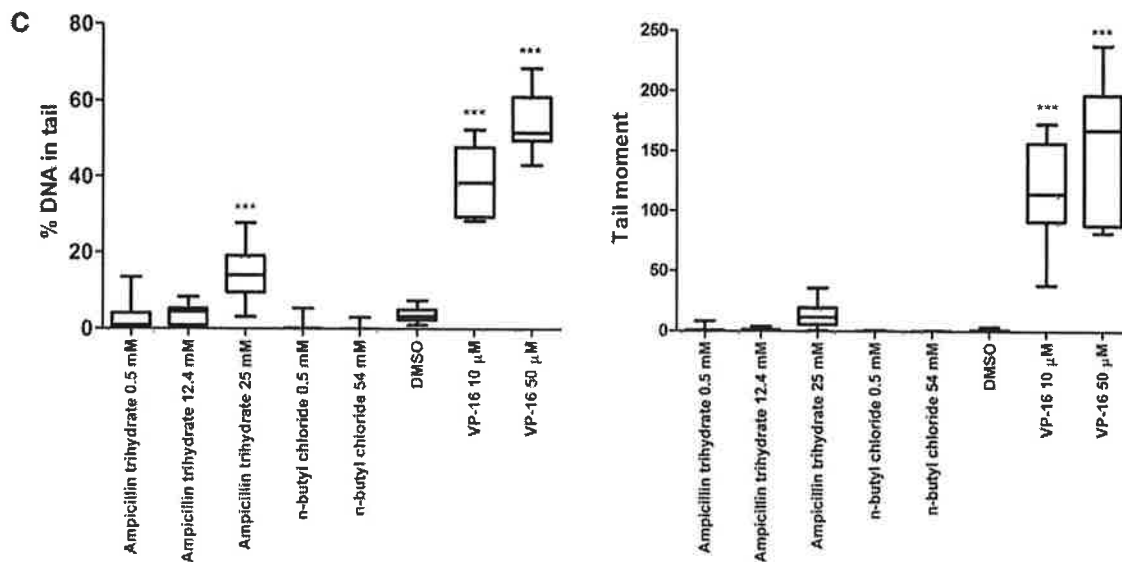 C
% DNA in tail
80
60
40
20
0
***
***
***
Ampicillin trihydrate 0.5 mM
Ampicillin trihydrate 12.4 mM
Ampicillin trihydrate 25 mM
n-butyl chloride 0.5 mM
n-butyl chloride 54 mM
DMSO
VP-16 10 µM
VP-16 50 µM
Tail moment
250
200
150
100
50
0
***
***
Ampicillin trihydrate 0.5 mM
Ampicillin trihydrate 12.4 mM
Ampicillin trihydrate 25 mM
n-butyl chloride 0.5 mM
n-butyl chloride 54 mM
DMSO
VP-16 10 µM
VP-16 50 µM